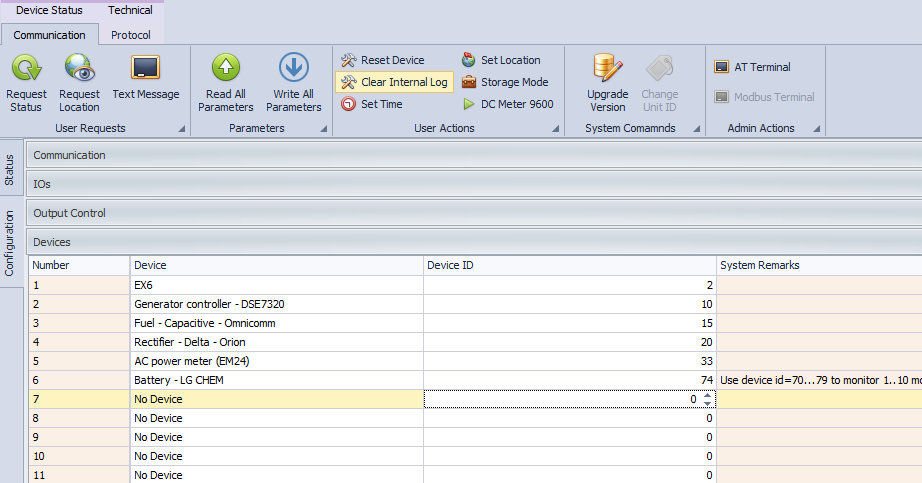 Device Status Technical
Communication Protocol
Request Status
Request Location
Text Message
Read All Parameters
Write All Parameters
Reset Device
Clear Internal Log
Set Time
Set Location
Storage Mode
DC Meter 9600
Upgrade Version
Change Unit ID
AT Terminal
Modbus Terminal
User Requests
Parameters
User Actions
System Comamnds
Admin Actions
Status
Configuration
Communication
IOs
Output Control
Devices
Number Device Device ID System Remarks
1 EX6 2
2 Generator controller - DSE7320 10
3 Fuel - Capacitive - Omnicomm 15
4 Rectifier - Delta - Orion 20
5 AC power meter (EM24) 33
6 Battery - LG CHEM 74 Use device id=70...79 to monitor 1..10 mo
7 No Device 0
8 No Device 0
9 No Device 0
10 No Device 0
11 No Device 0